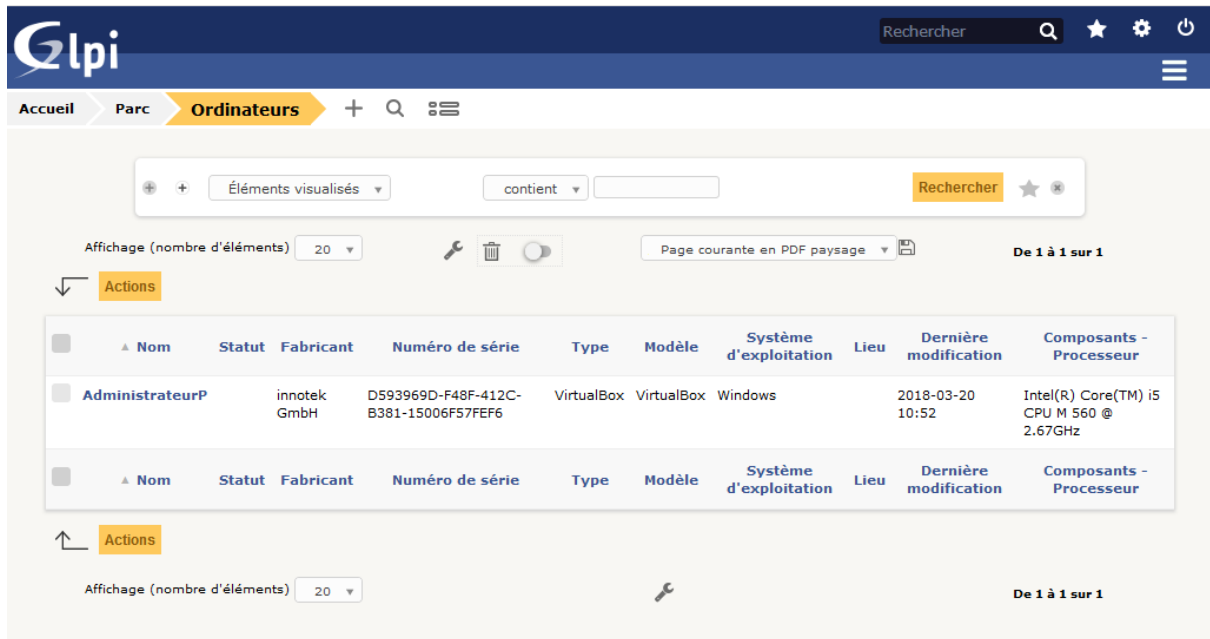 Glpi
Rechercher
Accueil Parc Ordinateurs
Éléments visualisés contient Rechercher
Affichage (nombre d'éléments) 20 Page courante en PDF paysage De 1 à 1 sur 1
Actions
Nom Statut Fabricant Numéro de série Type Modèle Système d'exploitation Lieu Dernière modification Composants - Processeur
AdministrateurP innotek GmbH D593969D-F48F-412C-B381-15006F57FEF6 VirtualBox VirtualBox Windows 2018-03-20 10:52 Intel(R) Core(TM) i5 CPU M 560 @ 2.67GHz
Nom Statut Fabricant Numéro de série Type Modèle Système d'exploitation Lieu Dernière modification Composants - Processeur
Actions
Affichage (nombre d'éléments) 20 De 1 à 1 sur 1